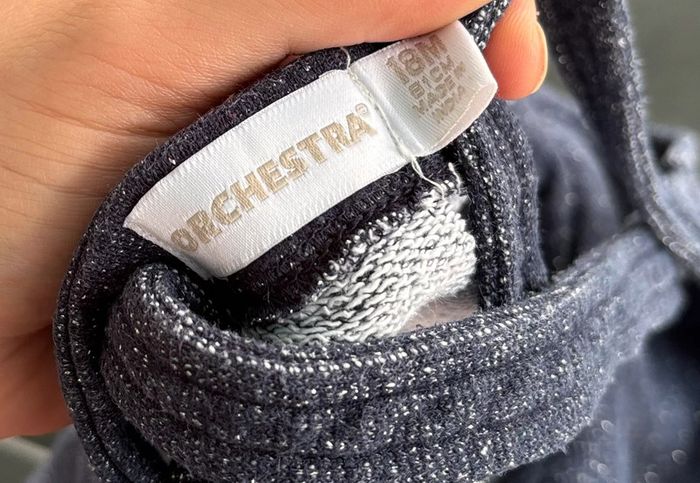 ORCHESTRA®
18M
81CM
MADE IN
INDIA